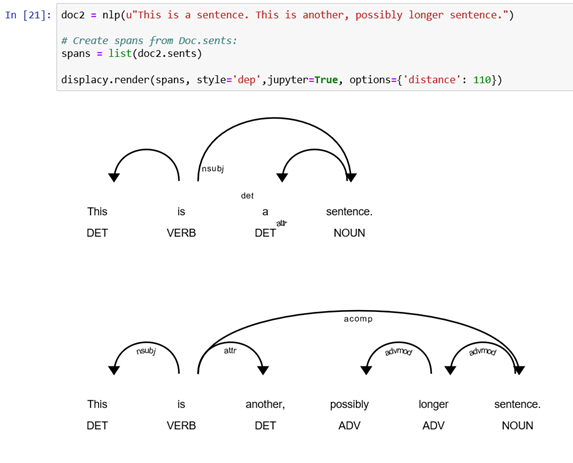 In [21]: doc2 = nlp(u"This is a sentence. This is another, possibly longer sentence.")
# Create spans from Doc.sents:
spans = list(doc2.sents)
displacy.render(spans, style='dep',jupyter=True, options={'distance': 110})
nsubj
det
attr
This is a sentence.
DET VERB DET NOUN
acomp
nsubj attr advmod advmod
This is another, possibly longer sentence.
DET VERB DET ADV ADV NOUN